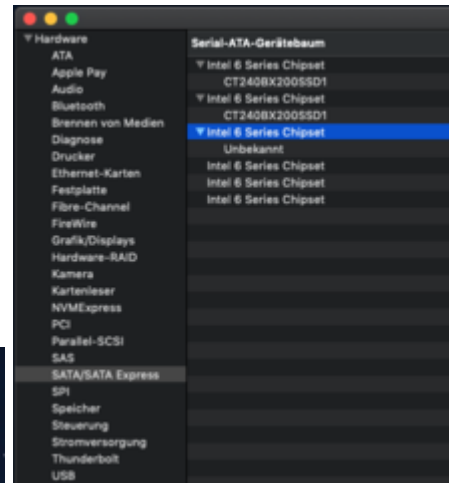 Hardware
ATA
Apple Pay
Audio
Bluetooth
Brennen von Medien
Diagnose
Drucker
Ethernet-Karten
Festplatte
Fibre-Channel
FireWire
Grafik/Displays
Hardware-RAID
Kamera
Kartenleser
NVMExpress
PCI
Parallel-SCSI
SAS
SATA/SATA Express
SPI
Speicher
Steuerung
Stromversorgung
Thunderbolt
USB
Serial-ATA-Gerätebaum
Intel 6 Series Chipset
CT240BX200SSD1
Intel 6 Series Chipset
CT240BX200SSD1
Intel 6 Series Chipset
Unbekannt
Intel 6 Series Chipset
Intel 6 Series Chipset
Intel 6 Series Chipset